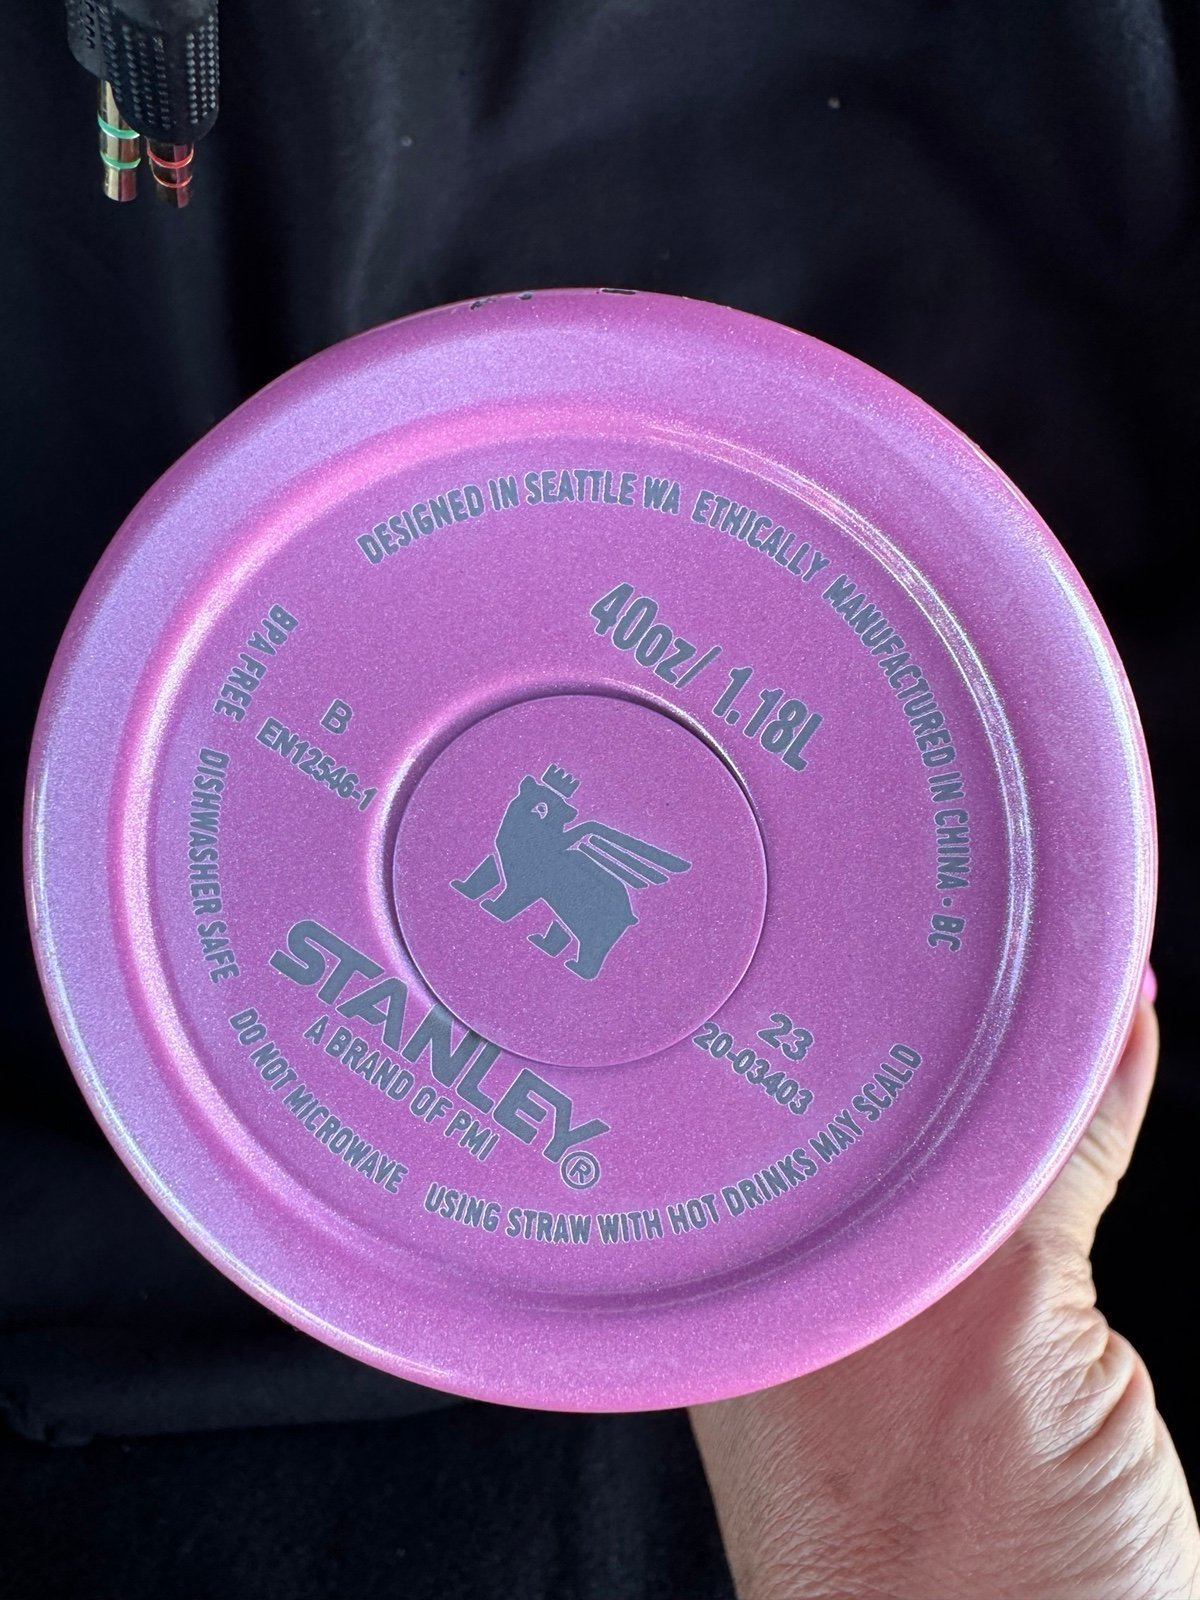 DESIGNED IN SEATTLE WA ETHICALLY MANUFACTURED IN CHINA · BC
40oz/ 1.18L
BPA FREE
B
EN12546-1
DISHWASHER SAFE
STANLEY®
A BRAND OF PMI
23
20-03403
DO NOT MICROWAVE
USING STRAW WITH HOT DRINKS MAY SCALD